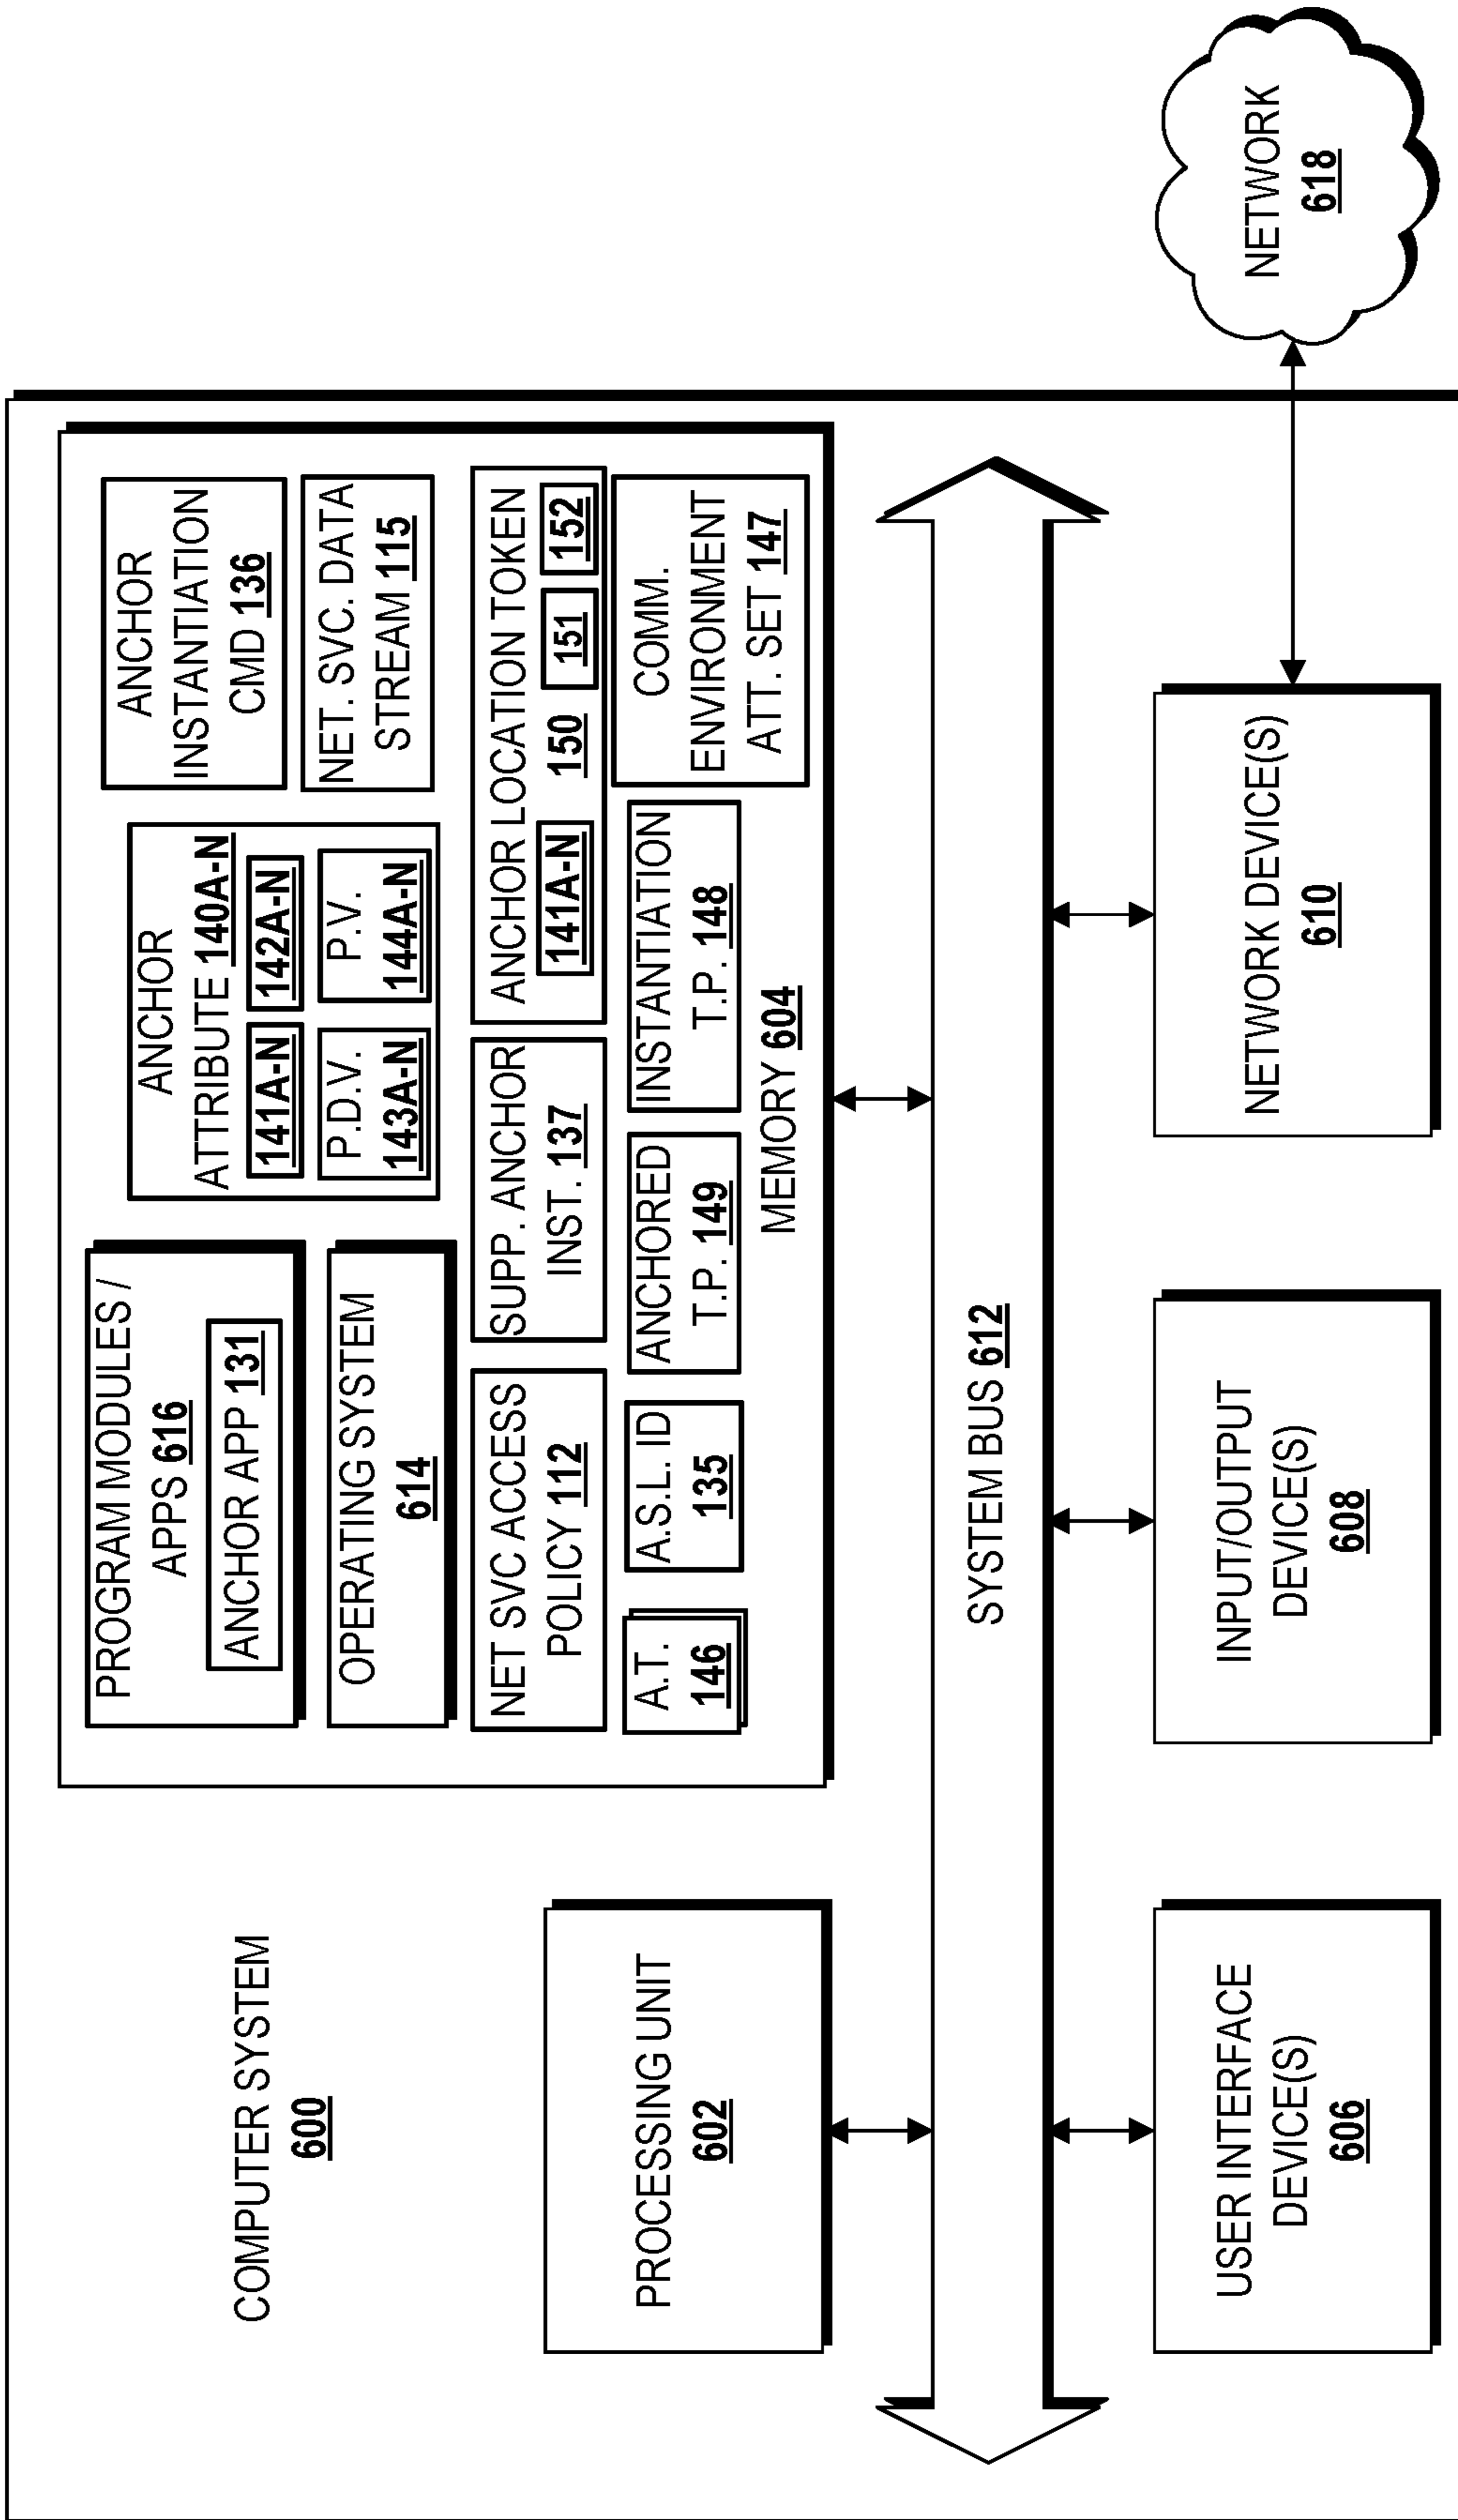 COMPUTER SYSTEM
600
PROCESSING UNIT
602
PROGRAM MODULES /
APPS 616
ANCHOR APP 131
OPERATING SYSTEM
614
ANCHOR
ATTRIBUTE 140A-N
141A-N
142A-N
P.D.V.
143A-N
P.V.
144A-N
ANCHOR
INSTANTIATION
CMD 136
NET. SVC. DATA
STREAM 115
NET SVC ACCESS
POLICY 112
SUPP. ANCHOR
INST. 137
ANCHOR LOCATION TOKEN
150
141A-N
151
152
A.T.
146
A.S.L. ID
135
ANCHORED
T.P. 149
INSTANTIATION
T.P. 148
COMM.
ENVIRONMENT
ATT. SET 147
MEMORY 604
SYSTEM BUS 612
USER INTERFACE
DEVICE(S)
606
INPUT/OUTPUT
DEVICE(S)
608
NETWORK DEVICE(S)
610
NETWORK
618